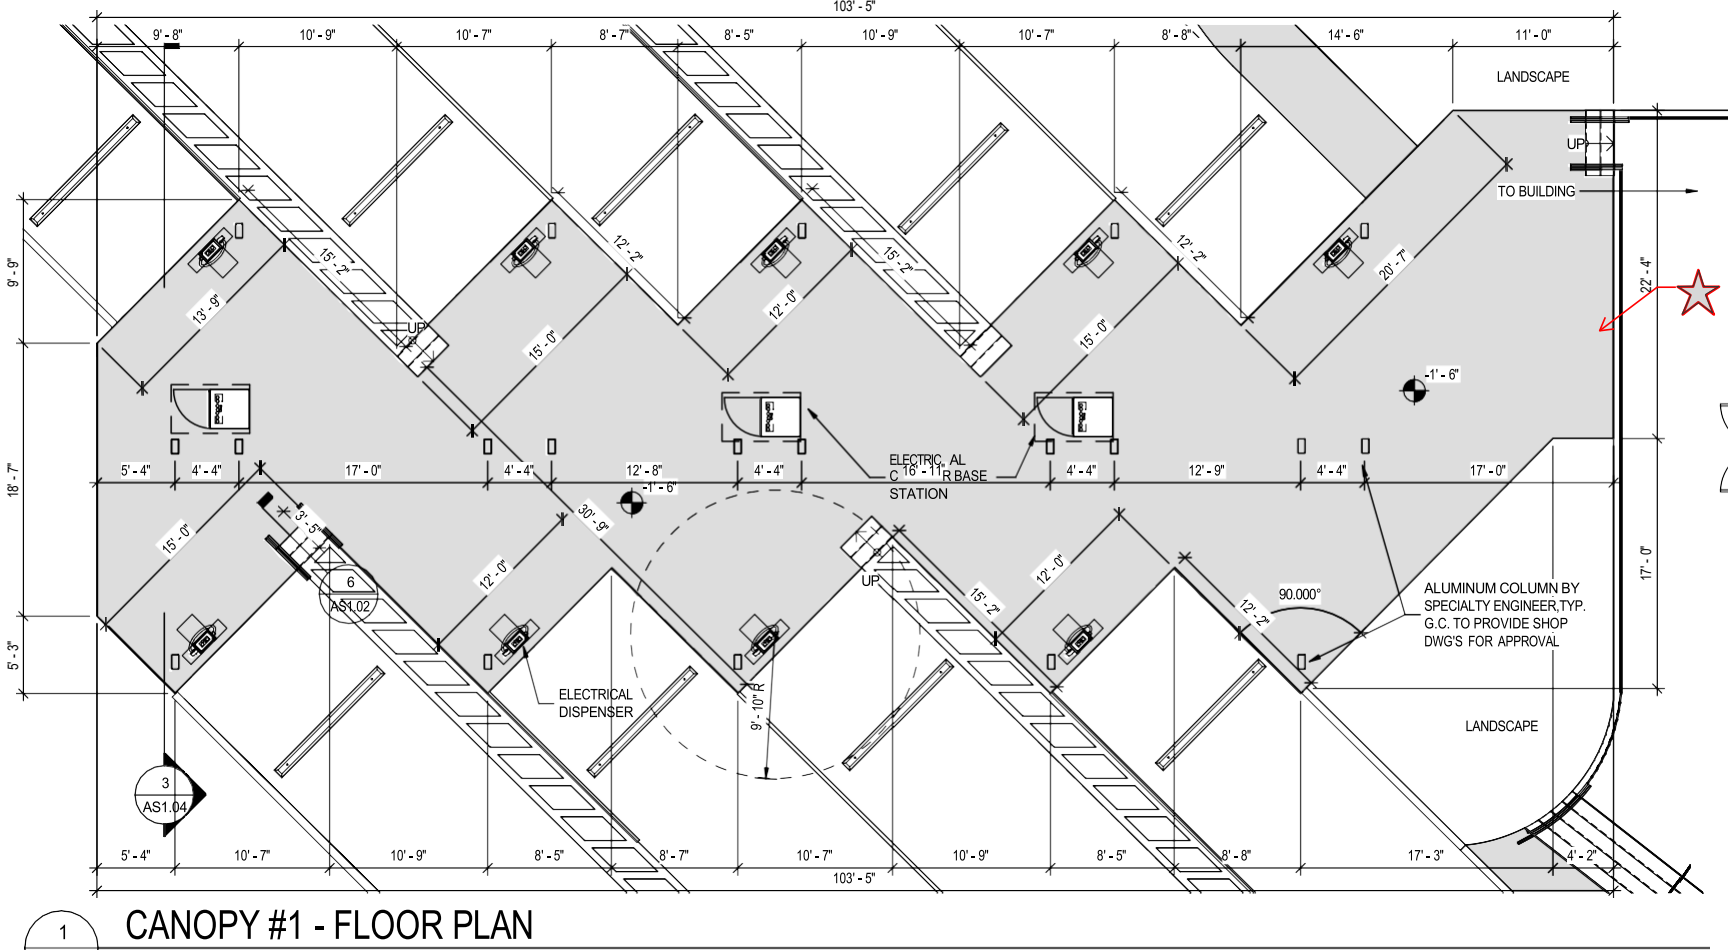 103' - 5"
9' - 8"
10' - 9"
10' - 7"
8' - 7"
8' - 5"
10' - 9"
10' - 7"
8' - 8"
14' - 6"
11' - 0"
LANDSCAPE
UP
TO BUILDING
9' - 9"
13' - 9"
15' - 2"
UP
15' - 0"
12' - 2"
12' - 0"
15' - 2"
15' - 0"
12' - 2"
20' - 7"
22' - 4"
-1' - 6"
18' - 7"
5' - 4"
4' - 4"
17' - 0"
4' - 4"
12' - 8"
4' - 4"
16' - 11"
4' - 4"
12' - 9"
4' - 4"
17' - 0"
ELECTRIC AL
C R BASE
STATION
-1' - 6"
30' - 9"
15' - 0"
3' - 5"
12' - 0"
UP
15' - 2"
12' - 0"
12' - 2"
90.000°
17' - 0"
6
AS1.02
ALUMINUM COLUMN BY
SPECIALTY ENGINEER,TYP.
G.C. TO PROVIDE SHOP
DWG'S FOR APPROVAL
5' - 3"
ELECTRICAL
DISPENSER
9' - 10" R
LANDSCAPE
3
AS1.04
5' - 4"
10' - 7"
10' - 9"
8' - 5"
8' - 7"
10' - 7"
10' - 9"
8' - 5"
8' - 8"
17' - 3"
4' - 2"
103' - 5"
1
CANOPY #1 - FLOOR PLAN